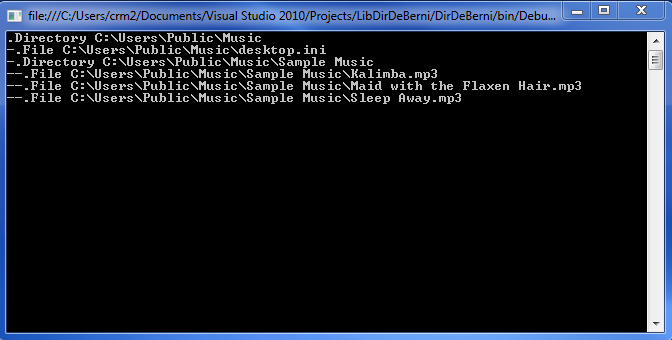 file:///C:/Users/crm2/Documents/Visual Studio 2010/Projects/LibDirDeBerni/DirDeBerni/bin/Debu...
.Directory C:\Users\Public\Music
-.File C:\Users\Public\Music\desktop.ini
-.Directory C:\Users\Public\Music\Sample Music
--.File C:\Users\Public\Music\Sample Music\Kalimba.mp3
--.File C:\Users\Public\Music\Sample Music\Maid with the Flaxen Hair.mp3
--.File C:\Users\Public\Music\Sample Music\Sleep Away.mp3